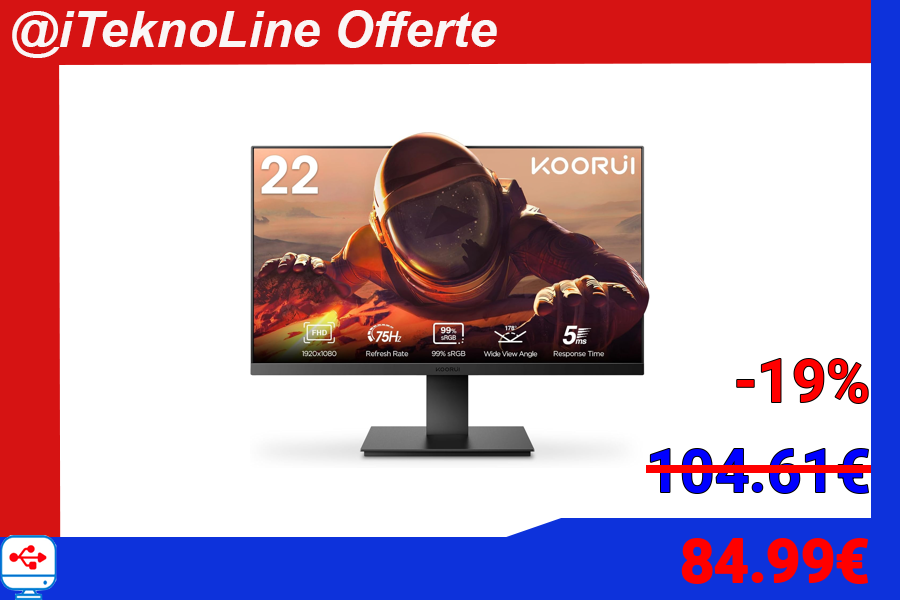 @iTeknoLine Offerte
22
KOORUI
FHD
1920x1080
75Hz
Refresh Rate
99%
sRGB
99% sRGB
178°
Wide View Angle
5ms
Response Time
KOORUI
-19%
104.61€
84.99€